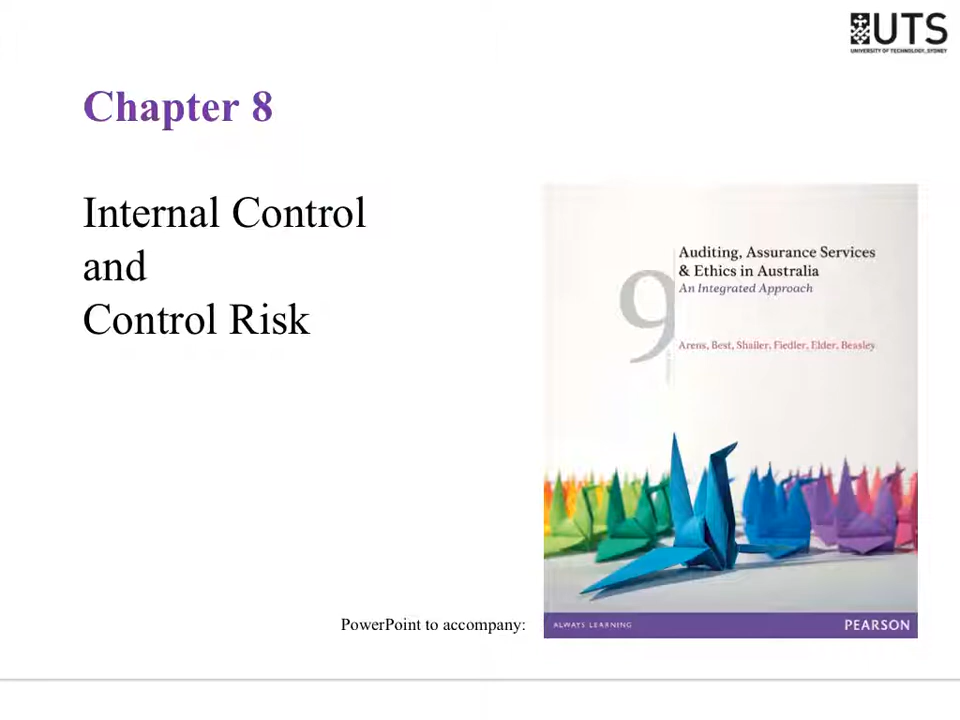 UTS
UNIVERSITY OF TECHNOLOGY, SYDNEY
Chapter 8
Internal Control
and
Control Risk
Auditing, Assurance Services
& Ethics in Australia
An Integrated Approach
9
Arens, Best, Shailer, Fiedler, Elder, Beasley
PowerPoint to accompany:
ALWAYS LEARNING
PEARSON